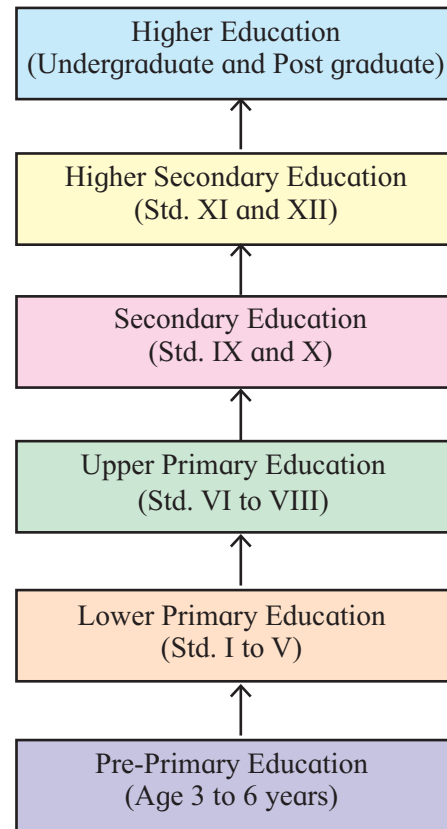 Higher Education
(Undergraduate and Post graduate)
Higher Secondary Education
(Std. XI and XII)
Secondary Education
(Std. IX and X)
Upper Primary Education
(Std. VI to VIII)
Lower Primary Education
(Std. I to V)
Pre-Primary Education
(Age 3 to 6 years)